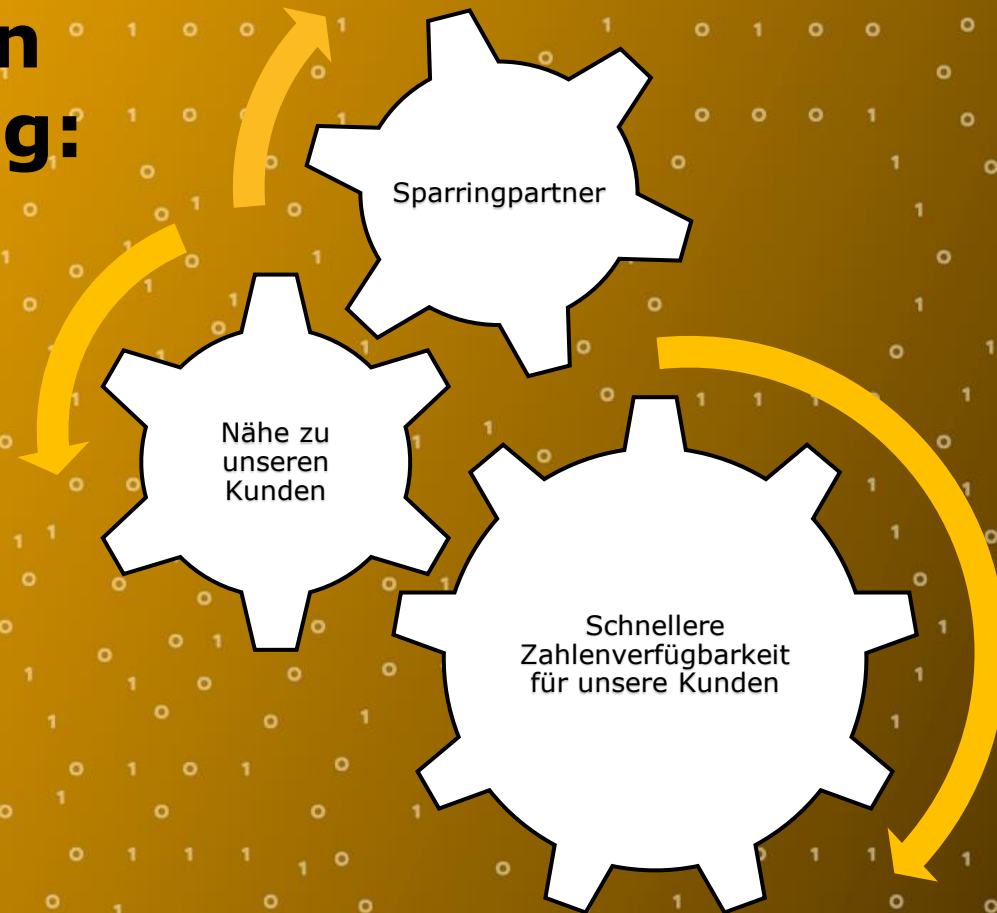 n
g:
Sparringpartner
Nähe zu
unseren
Kunden
Schnellere
Zahlenverfügbarkeit
für unsere Kunden